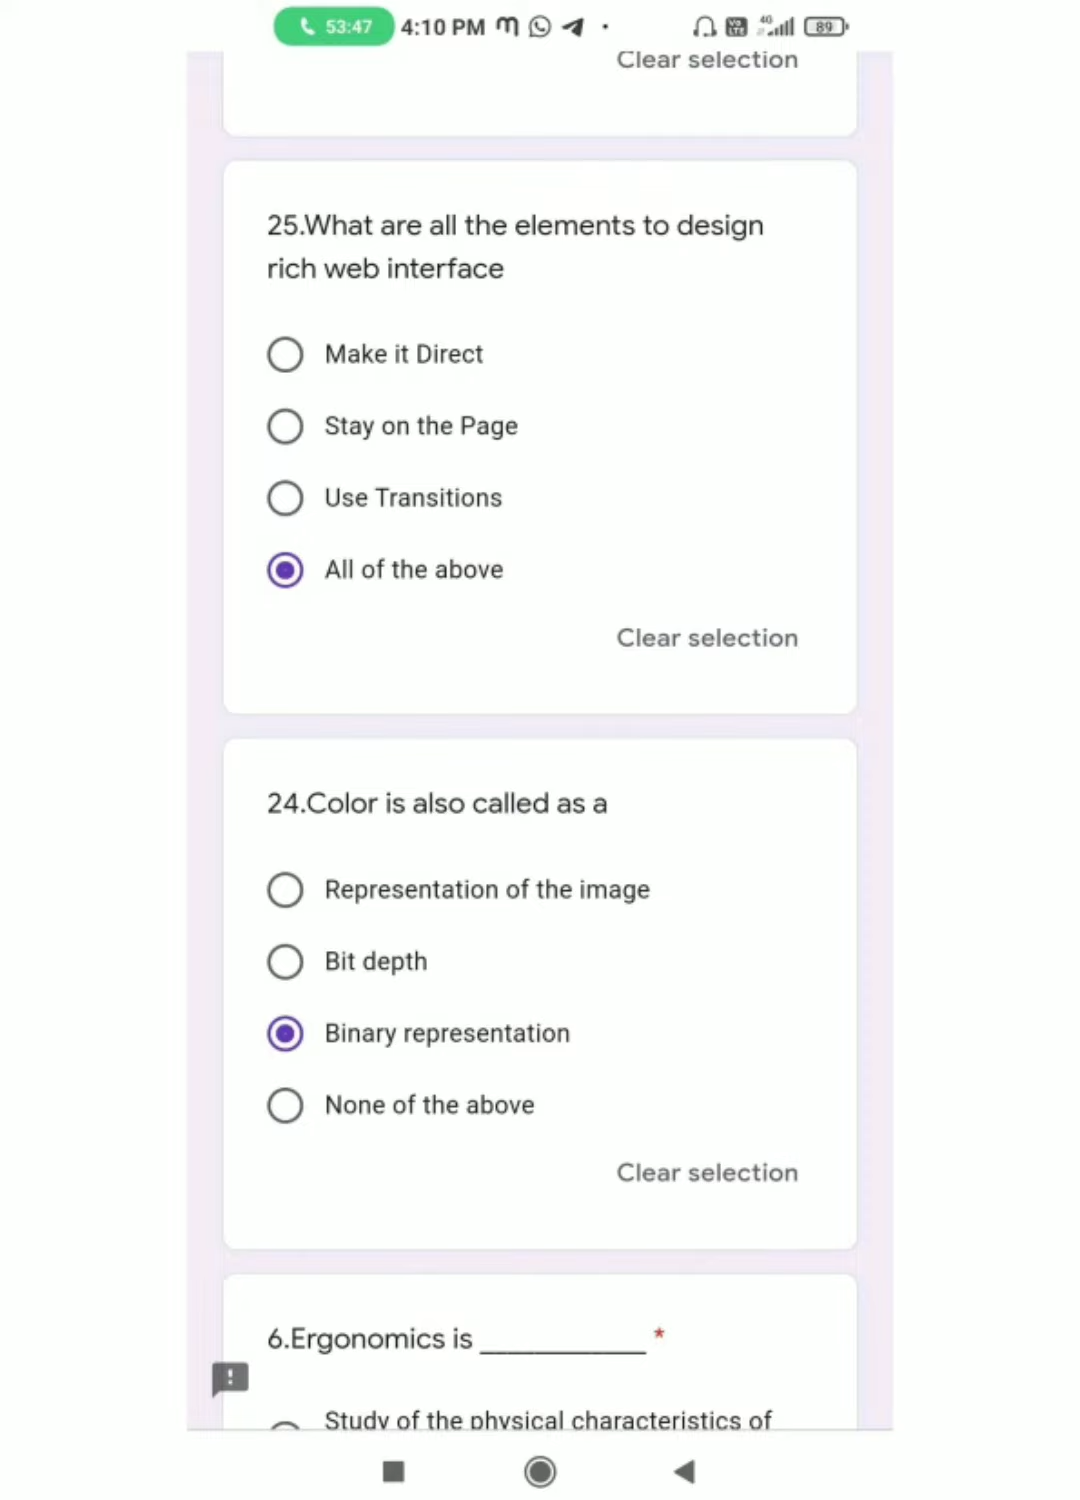 53:47 4:10 PM 4G 89
Clear selection
25.What are all the elements to design
rich web interface
Make it Direct
Stay on the Page
Use Transitions
All of the above
Clear selection
24.Color is also called as a
Representation of the image
Bit depth
Binary representation
None of the above
Clear selection
6.Ergonomics is __________ *
Study of the physical characteristics of